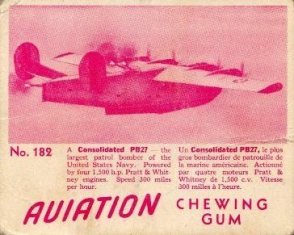 No. 182
A Consolidated PB27 — the
largest patrol bomber of the
United States Navy. Powered
by four 1,500 h.p. Pratt & Whit-
ney engines. Speed 300 miles
per hour.
Un Consolidated PB27, le plus
gros bombardier de patrouille de
la marine américaine. Actionné
par quatre moteurs Pratt &
Whitney de 1,500 c.v. Vitesse
300 milles à l'heure.
AVIATION CHEWING
GUM